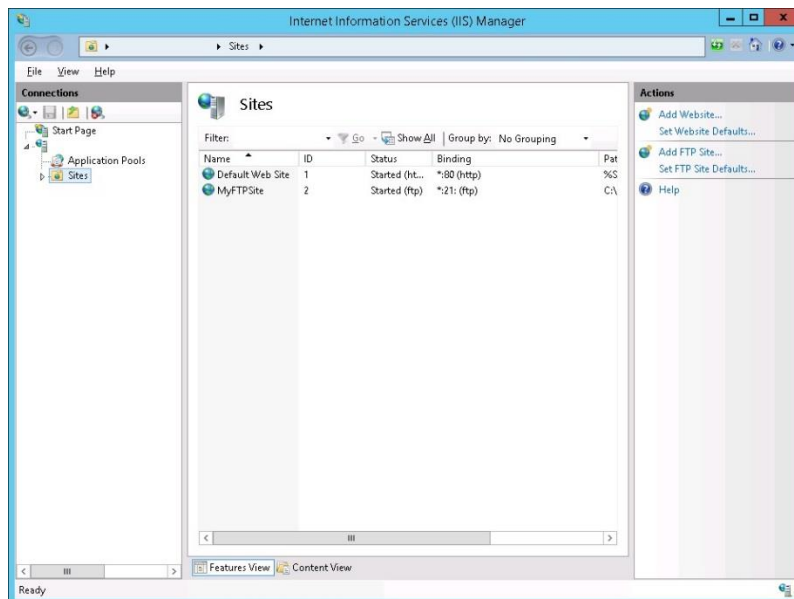 Internet Information Services (IIS) Manager
Sites
File View Help
Connections
Start Page
Application Pools
Sites
Sites
Filter: Go Show All Group by: No Grouping
Name ID Status Binding Pat
Default Web Site 1 Started (ht... *:80 (http) %S
MyFTPSite 2 Started (ftp) *:21: (ftp) C:\
Features View Content View
Actions
Add Website...
Set Website Defaults...
Add FTP Site...
Set FTP Site Defaults...
Help
Ready